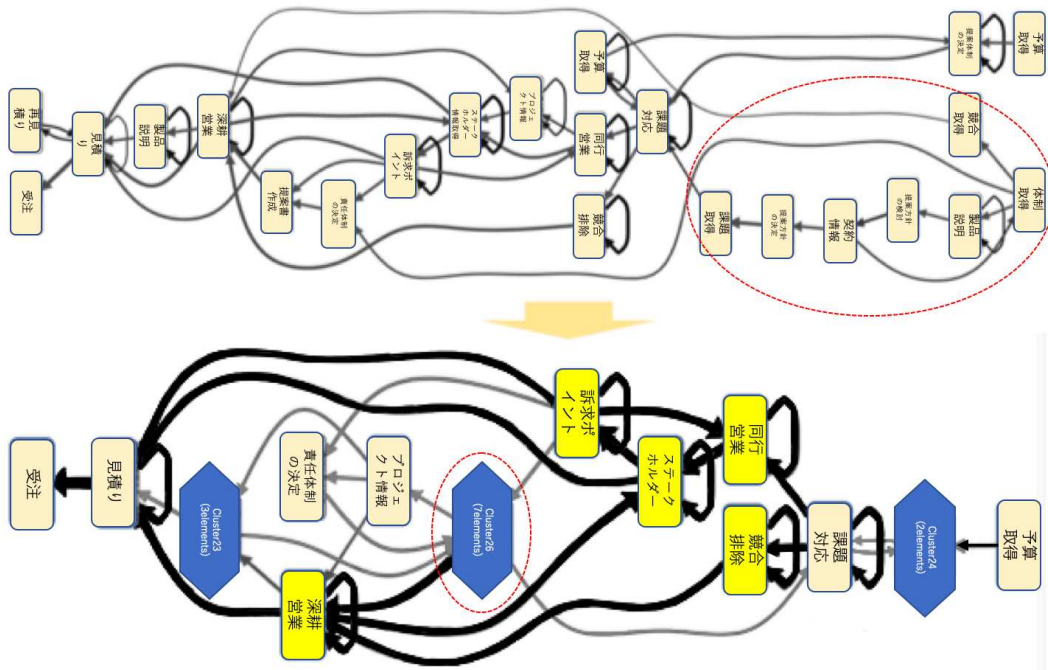 予算
取得
提案体制
の決定
体制
取得
競合
取得
製品
説明
提案方針
の検討
契約
情報
提案方針
の決定
課題
取得
課題
対応
予算
取得
同行
営業
競合
排除
プロジェ
クト情報
ステーク
ホルダー
情報取得
訴求ポ
イント
責任体制
の決定
提案書
作成
深耕
営業
製品
説明
見積
り
再見
積り
受注
予算
取得
Cluster24
(2elements)
課題
対応
同行
営業
競合
排除
ステーク
ホルダー
訴求ポ
イント
Cluster26
(7elements)
プロジェ
クト情報
責任体制
の決定
深耕
営業
Cluster23
(3elements)
見積り
受注